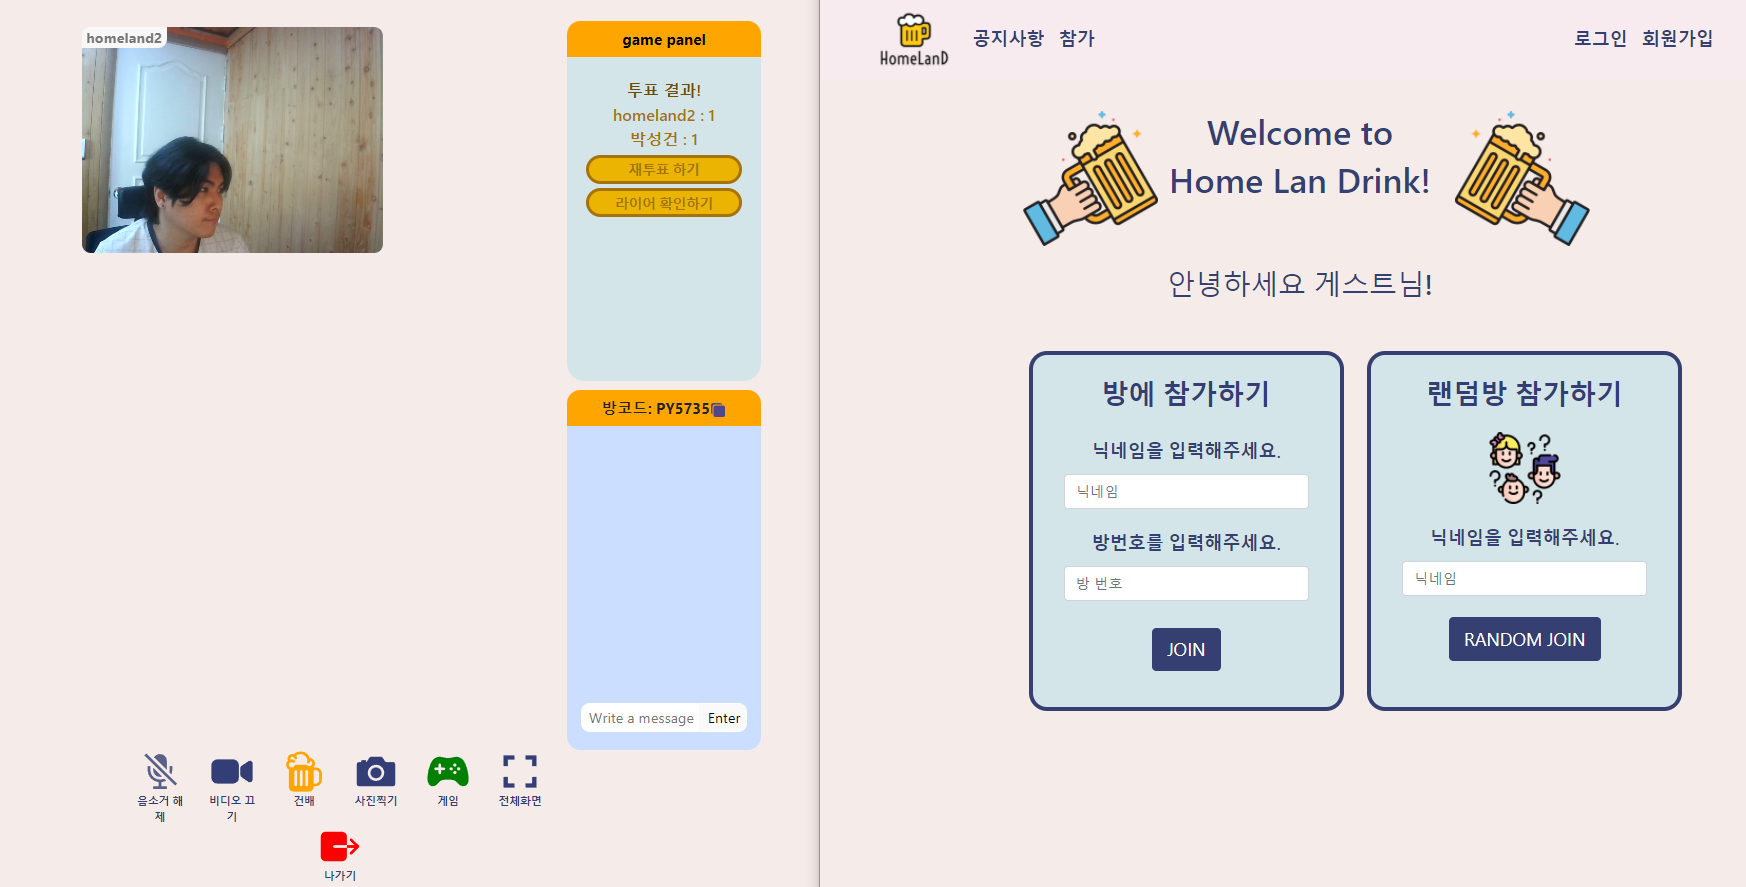 homeland2
game panel
투표 결과!
homeland2 : 1
박성건 : 1
재투표 하기
라이어 확인하기
방코드: PY5735
Write a message
Enter
음소거 해
제
비디오 끄
기
건배
사진찍기
게임
전체화면
나가기
HomeLanD
공지사항 참가
로그인 회원가입
Welcome to
Home Lan Drink!
안녕하세요 게스트님!
방에 참가하기
닉네임을 입력해주세요.
닉네임
방번호를 입력해주세요.
방 번호
JOIN
랜덤방 참가하기
닉네임을 입력해주세요.
닉네임
RANDOM JOIN